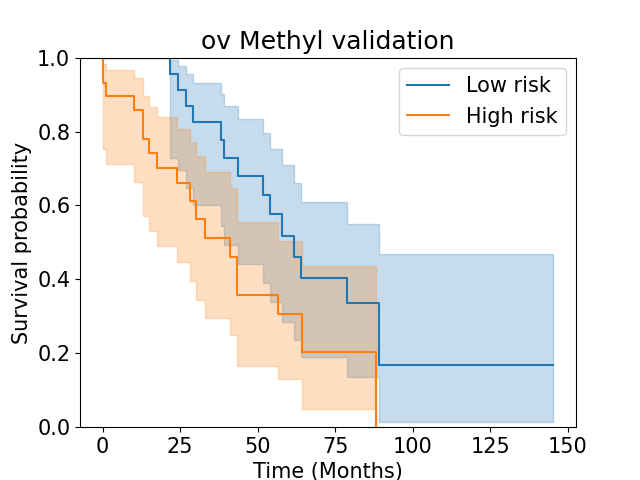 ov Methyl validation
Low risk
High risk
Survival probability
1.0
0.8
0.6
0.4
0.2
0.0
0 25 50 75 100 125 150
Time (Months)